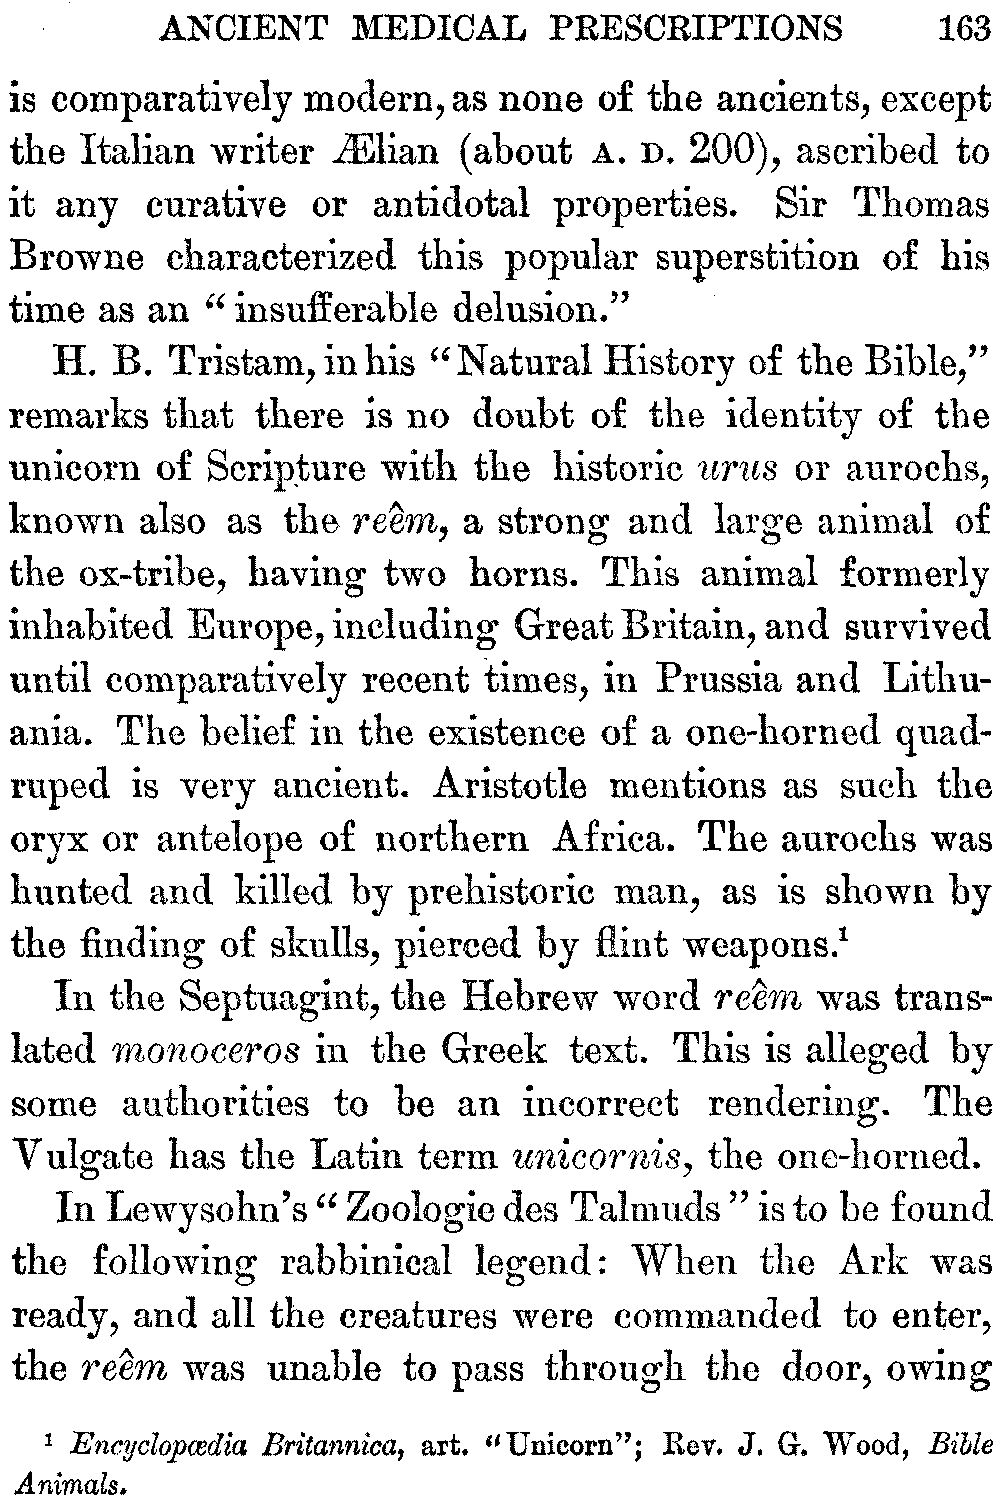 ANCIENT MEDICAL PRESCRIPTIONS 163
is comparatively modern, as none of the ancients, except
the Italian writer Ælian (about A. D. 200), ascribed to
it any curative or antidotal properties. Sir Thomas
Browne characterized this popular superstition of his
time as an “insufferable delusion.”
H. B. Tristam, in his “Natural History of the Bible,”
remarks that there is no doubt of the identity of the
unicorn of Scripture with the historic urus or aurochs,
known also as the reêm, a strong and large animal of
the ox-tribe, having two horns. This animal formerly
inhabited Europe, including Great Britain, and survived
until comparatively recent times, in Prussia and Lithu-
ania. The belief in the existence of a one-horned quad-
ruped is very ancient. Aristotle mentions as such the
oryx or antelope of northern Africa. The aurochs was
hunted and killed by prehistoric man, as is shown by
the finding of skulls, pierced by flint weapons.¹
In the Septuagint, the Hebrew word reêm was trans-
lated monoceros in the Greek text. This is alleged by
some authorities to be an incorrect rendering. The
Vulgate has the Latin term unicornis, the one-horned.
In Lewysohn’s “Zoologie des Talmuds” is to be found
the following rabbinical legend: When the Ark was
ready, and all the creatures were commanded to enter,
the reêm was unable to pass through the door, owing
¹ Encyclopædia Britannica, art. “Unicorn”; Rev. J. G. Wood, Bible
Animals.